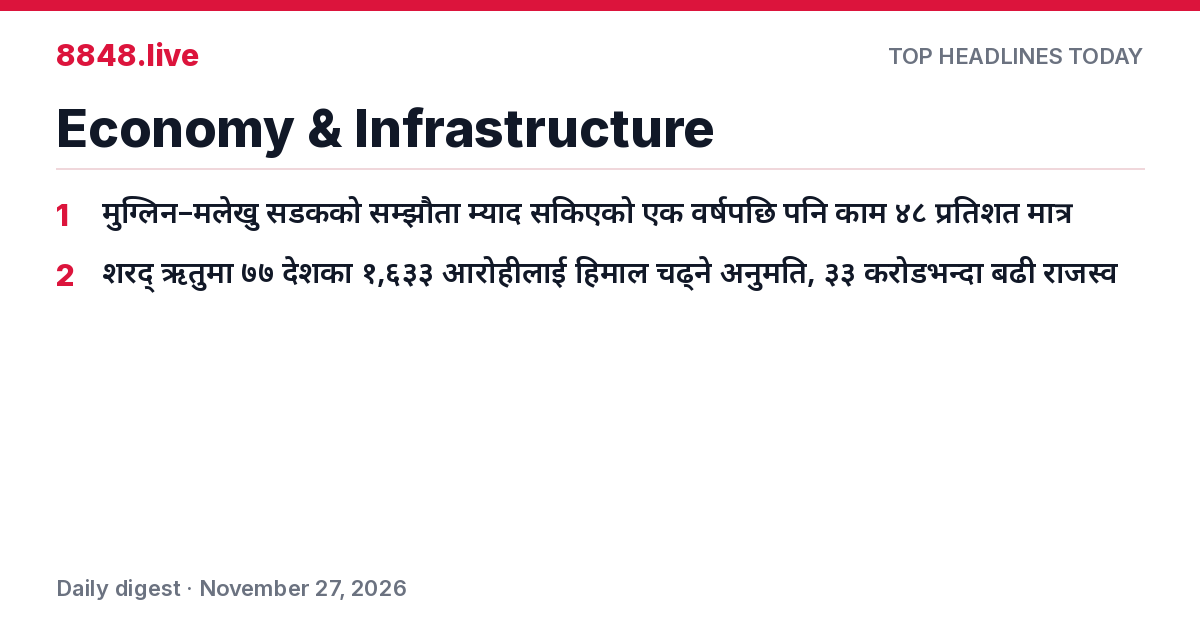 8848.live
TOP HEADLINES TODAY
Economy & Infrastructure
1 मुग्लिन–मलेखु सडकको सम्झौता म्याद सकिएको एक वर्षपछि पनि काम ४८ प्रतिशत मात्र
2 शरद् ऋतुमा ७७ देशका १,६३३ आरोहीलाई हिमाल चढ्ने अनुमति, ३३ करोडभन्दा बढी राजस्व
Daily digest · November 27, 2026